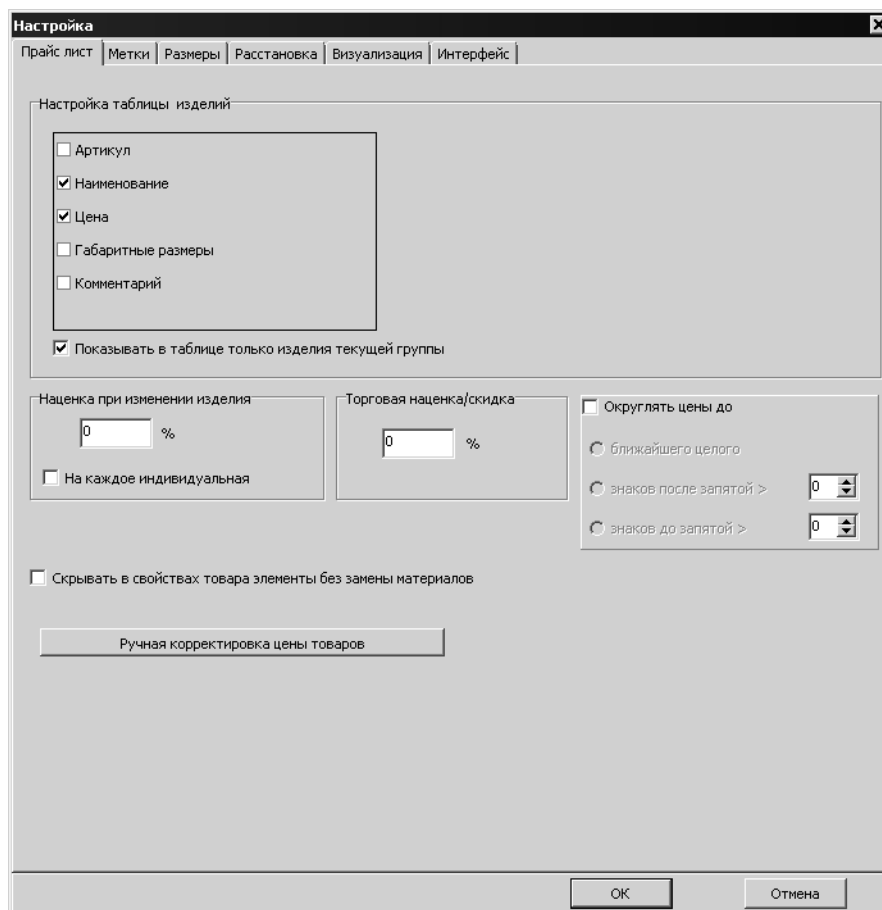 Настройка
Прайс лист Метки Размеры Расстановка Визуализация Интерфейс
Настройка таблицы изделий
Артикул
Наименование
Цена
Габаритные размеры
Комментарий
Показывать в таблице только изделия текущей группы
Наценка при изменении изделия
0 %
На каждое индивидуальная
Торговая наценка/скидка
0 %
Округлять цены до
ближайшего целого
знаков после запятой > 0
знаков до запятой > 0
Скрывать в свойствах товара элементы без замены материалов
Ручная корректировка цены товаров
ОК Отмена